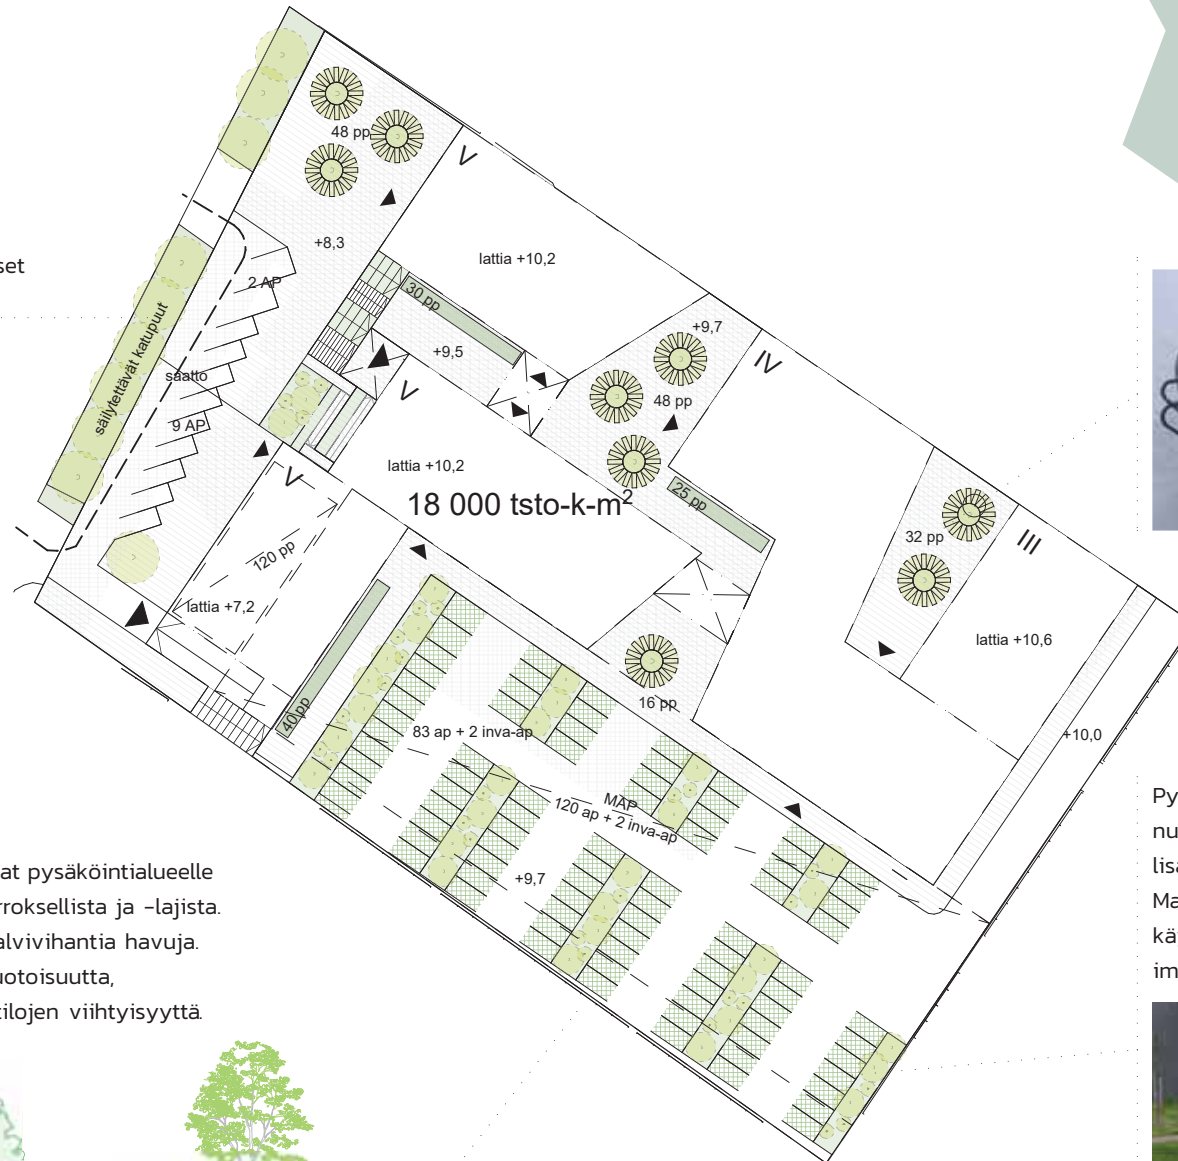 set
48 pp
V
+8,3
lattia +10,2
2 AP
30 pp
+9,7
+9,5
IV
säilytettävät katupuut
saatto
V
48 pp
9 AP
lattia +10,2
V
18 000 tsto-k-m²
25 pp
32 pp
III
120 pp
lattia +7,2
lattia +10,6
16 pp
40 pp
83 ap + 2 inva-ap
+10,0
MAP
120 ap + 2 inva-ap
+9,7
at pysäköintialueelle
rroksellista ja -lajista.
alvivihantia havuja.
uotoisuutta,
tilojen viihtyisyyttä.
Py
nu
lisä
Ma
käy
im